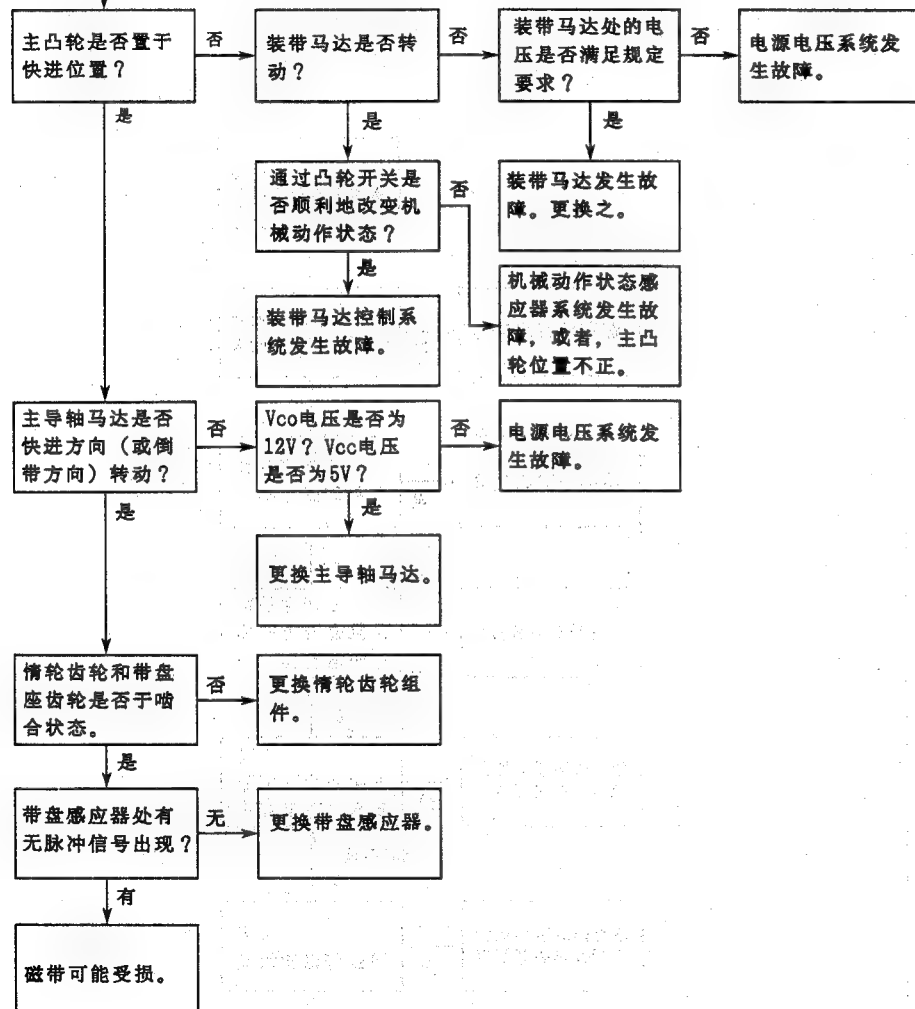 主凸轮是否置于
快进位置？
否
装带马达是否转
动？
否
装带马达处的电
压是否满足规定
要求？
否
电源电压系统发
生故障。
是
是
是
通过凸轮开关是
否顺利地改变机
械动作状态？
否
装带马达发生故
障。更换之。
是
装带马达控制系
统发生故障。
机械动作状态感
应器系统发生故
障，或者，主凸
轮位置不正。
主导轴马达是否
快进方向（或倒
带方向）转动？
否
Vco电压是否为
12V？Vcc电压
是否为5V？
否
电源电压系统发
生故障。
是
是
更换主导轴马达。
惰轮齿轮和带盘
座齿轮是否于啮
合状态。
否
更换惰轮齿轮组
件。
是
带盘感应器处有
无脉冲信号出现？
无
更换带盘感应器。
有
磁带可能受损。